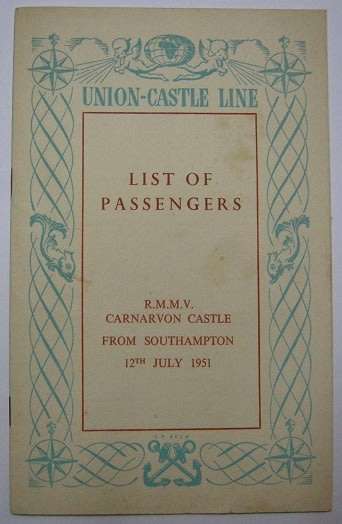 UNION-CASTLE LINE
LIST OF
PASSENGERS
R.M.M.V.
CARNARVON CASTLE
FROM SOUTHAMPTON
12TH JULY 1951